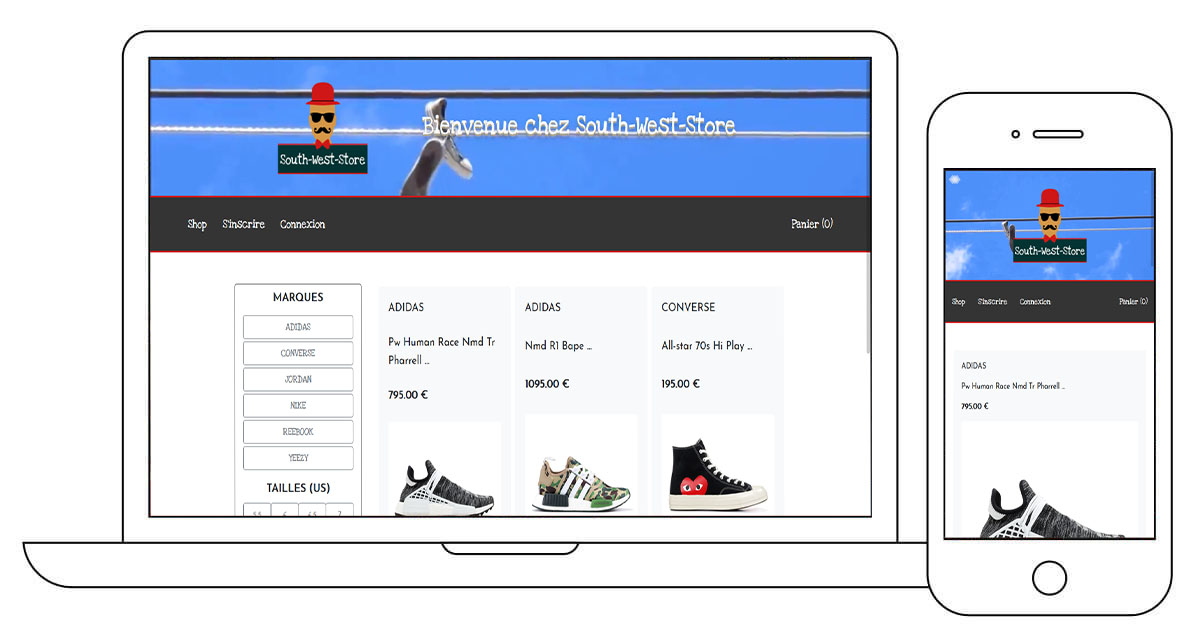 Bienvenue chez South-West-Store
South-West-Store
Shop S'inscrire Connexion Panier (0)
MARQUES
ADIDAS
CONVERSE
JORDAN
NIKE
REEBOOK
YEEZY
TAILLES (US)
ADIDAS
Pw Human Race Nmd Tr
Pharrell ...
795.00 €
ADIDAS
Nmd R1 Bape ...
1095.00 €
CONVERSE
All-star 70s Hi Play ...
195.00 €
South-West-Store
Shop S'inscrire Connexion Panier (0)
ADIDAS
Pw Human Race Nmd Tr Pharrell ...
795.00 €